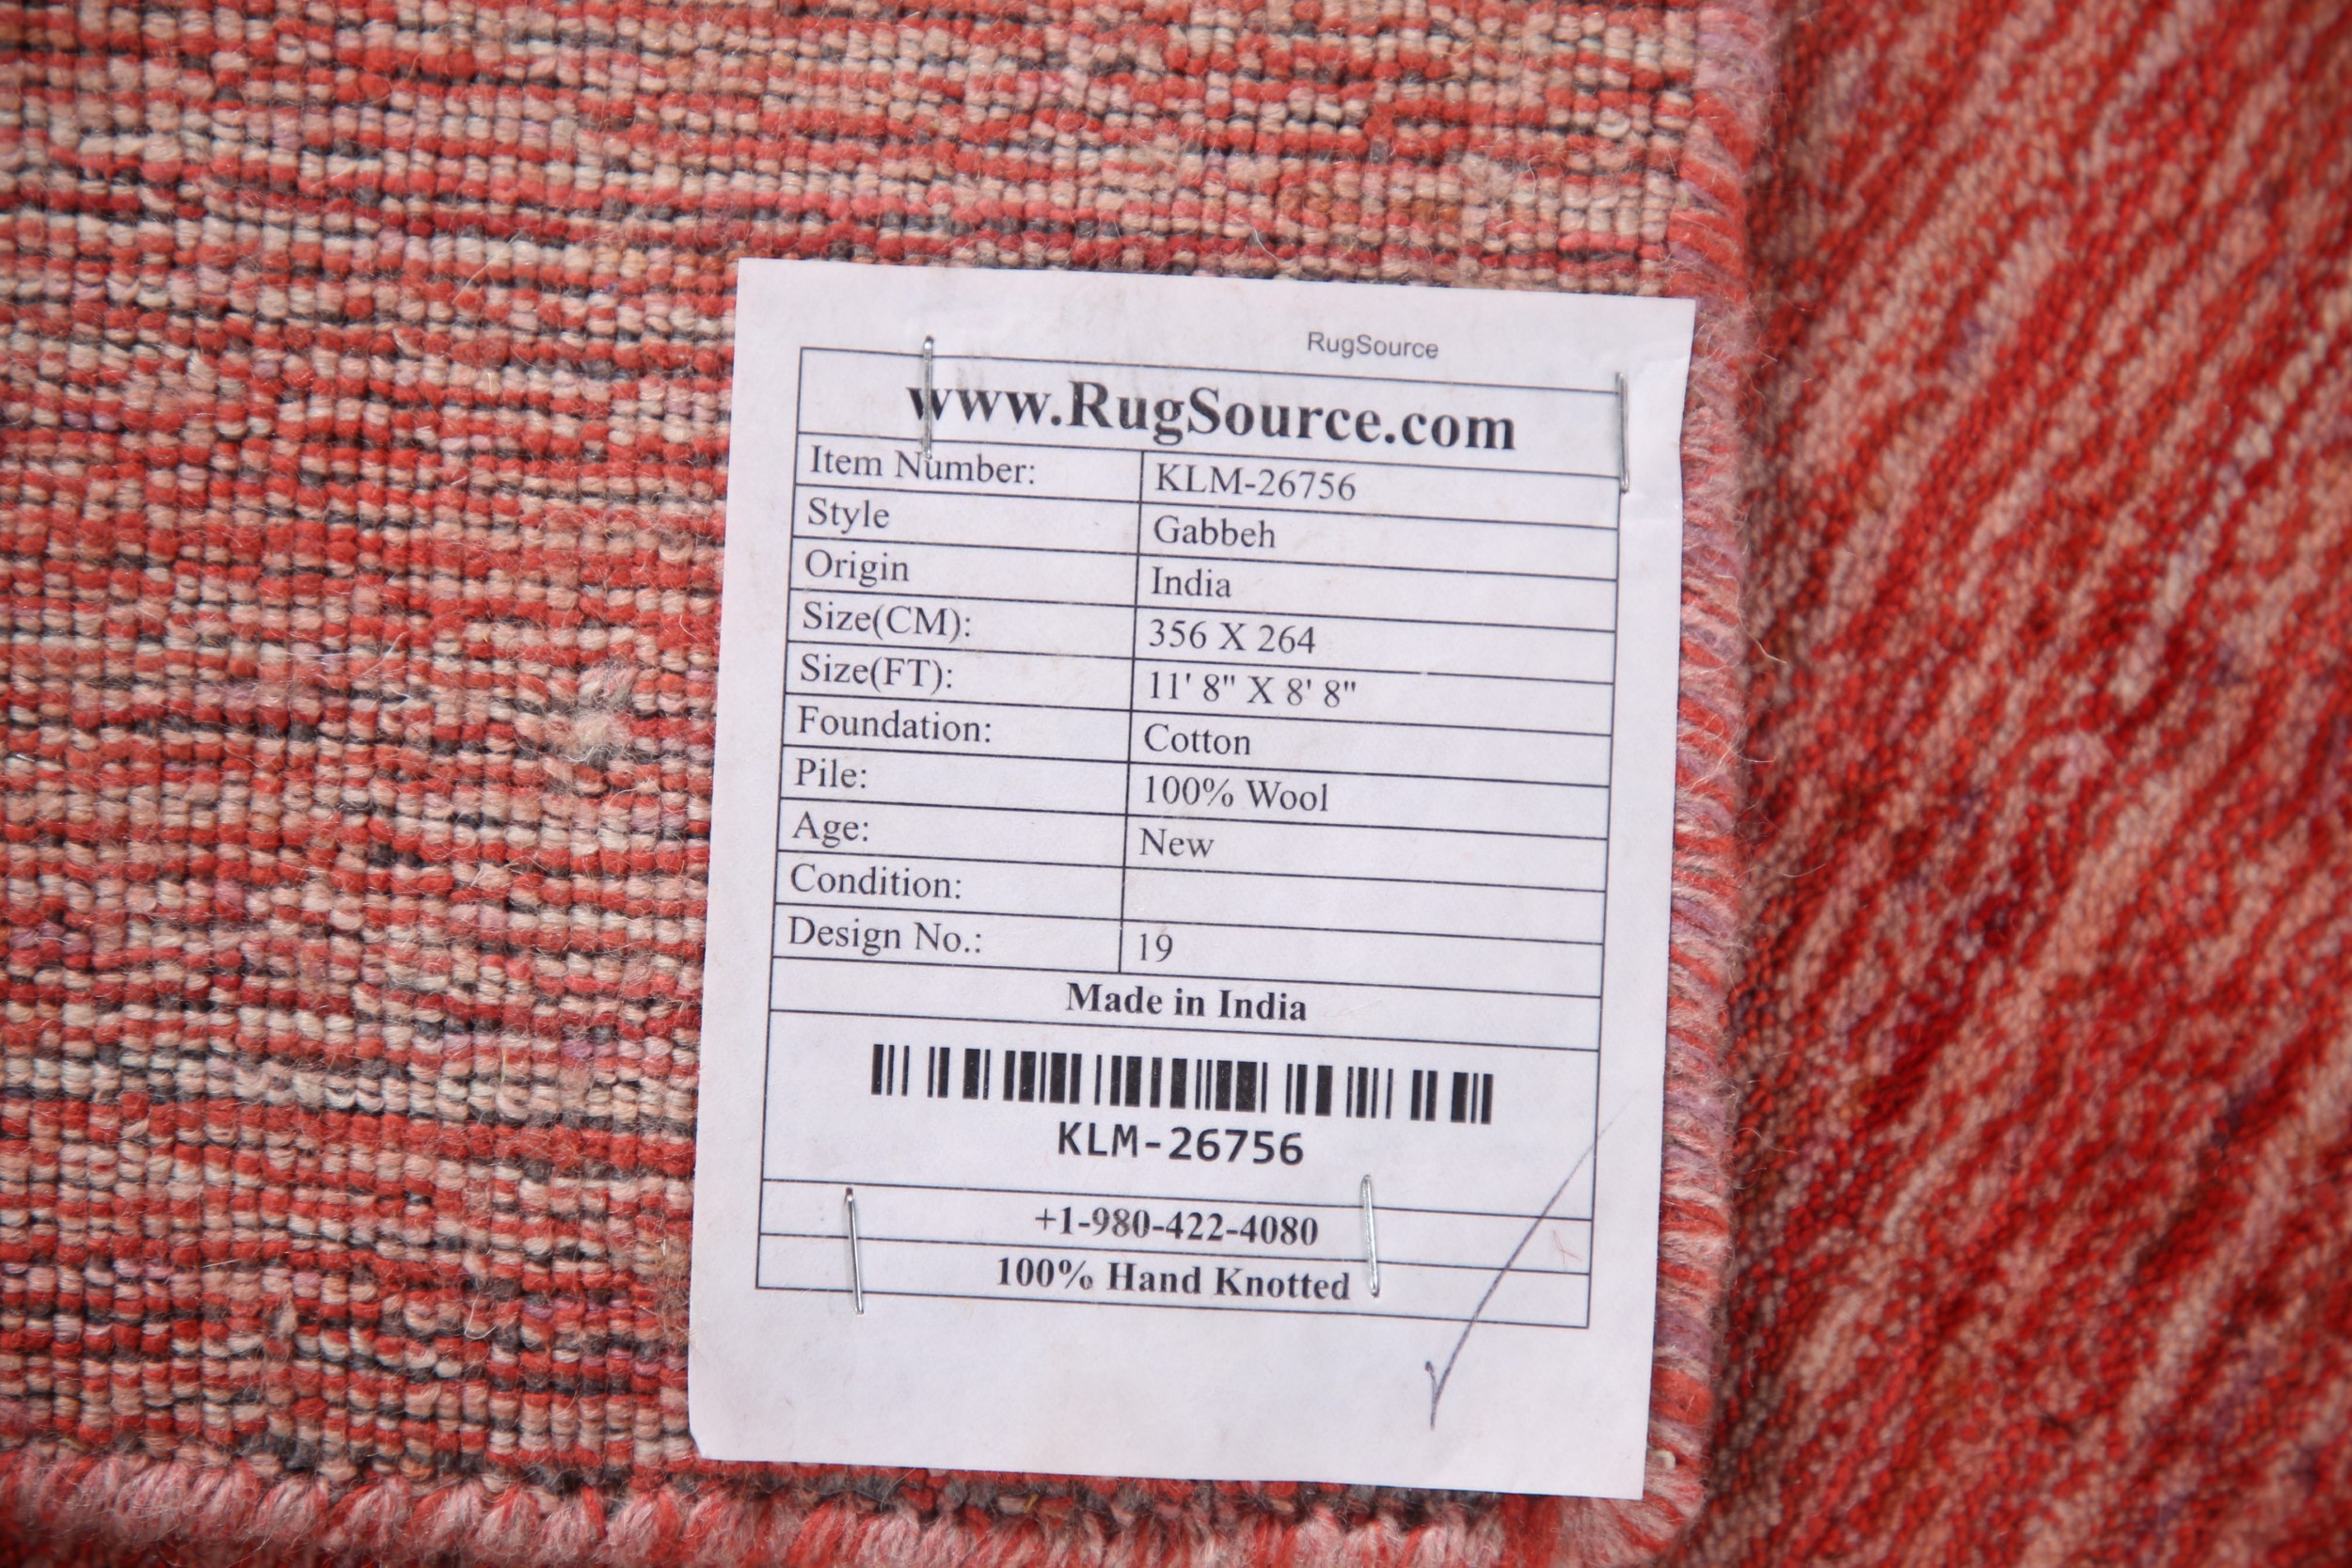 RugSource
www.RugSource.com
Item Number: KLM-26756
Style Gabbeh
Origin India
Size(CM): 356 X 264
Size(FT): 11' 8" X 8' 8"
Foundation: Cotton
Pile: 100% Wool
Age: New
Condition:
Design No.: 19
Made in India
KLM-26756
+1-980-422-4080
100% Hand Knotted